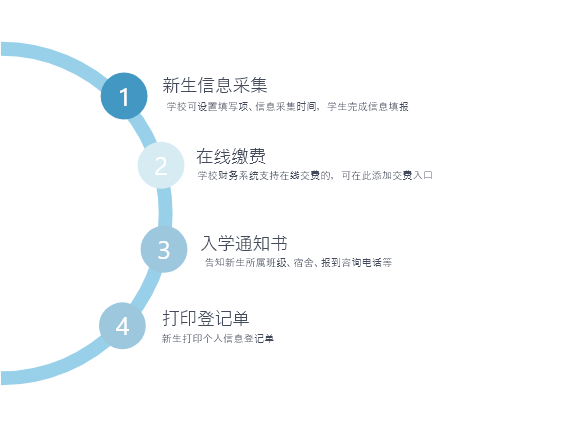 1
新生信息采集
学校可设置填写项、信息采集时间，学生完成信息填报
2
在线缴费
学校财务系统支持在线交费的，可在此添加交费入口
3
入学通知书
告知新生所属班级、宿舍、报到咨询电话等
4
打印登记单
新生打印个人信息登记单